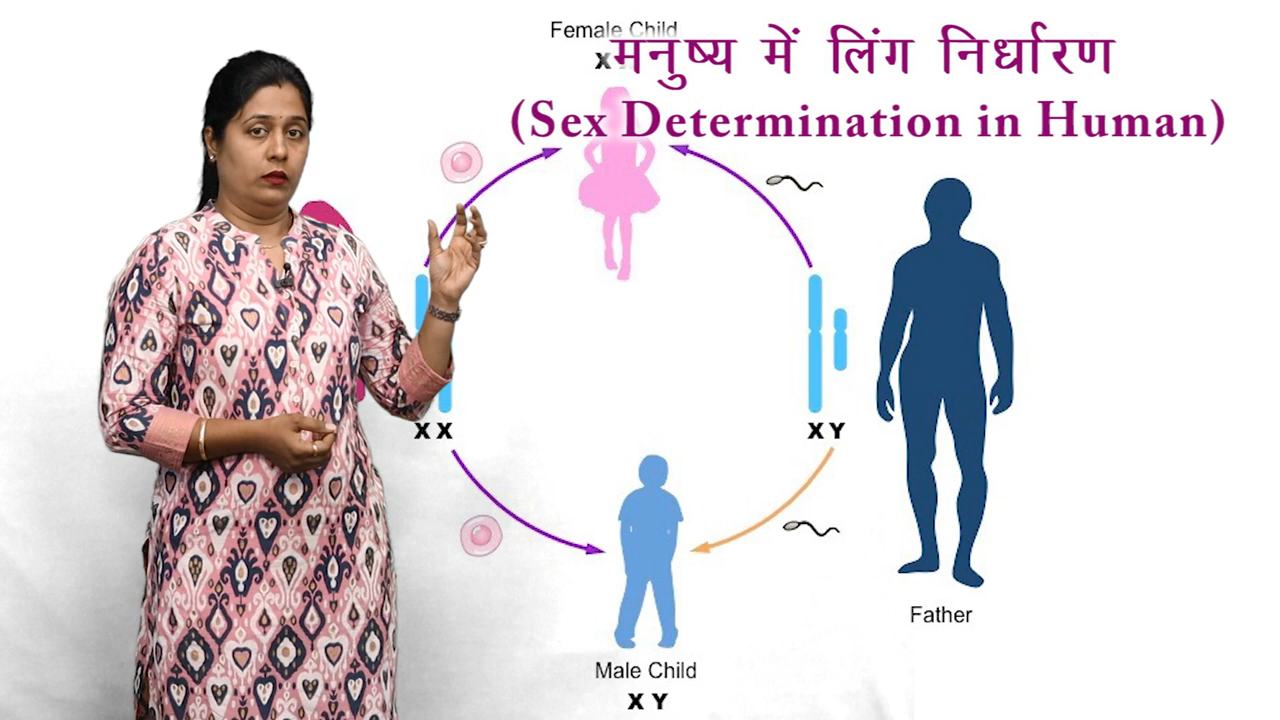 Female Child
X
मनुष्य में लिंग निर्धारण
(Sex Determination in Human)
X X
X Y
Father
Male Child
X Y